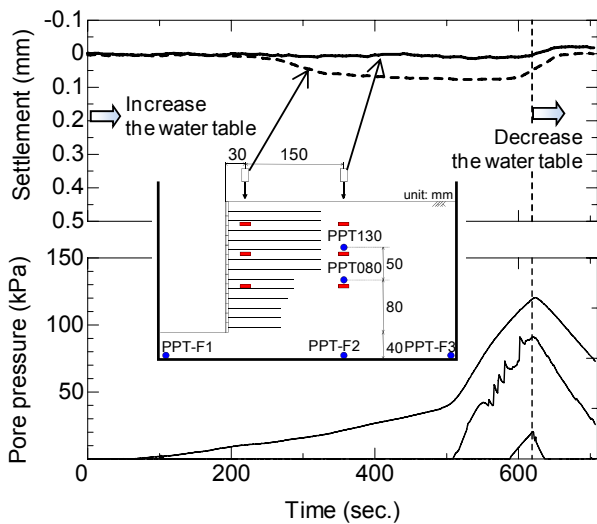 -0.1
0
0.1
0.2
0.3
0.4
0.5
Settlement (mm)
Increase
the water table
Decrease
the water table
30
150
unit: mm
PPT130
50
PPT080
80
PPT-F1
PPT-F2
40
PPT-F3
150
100
50
0
Pore pressure (kPa)
0
200
400
600
Time (sec.)